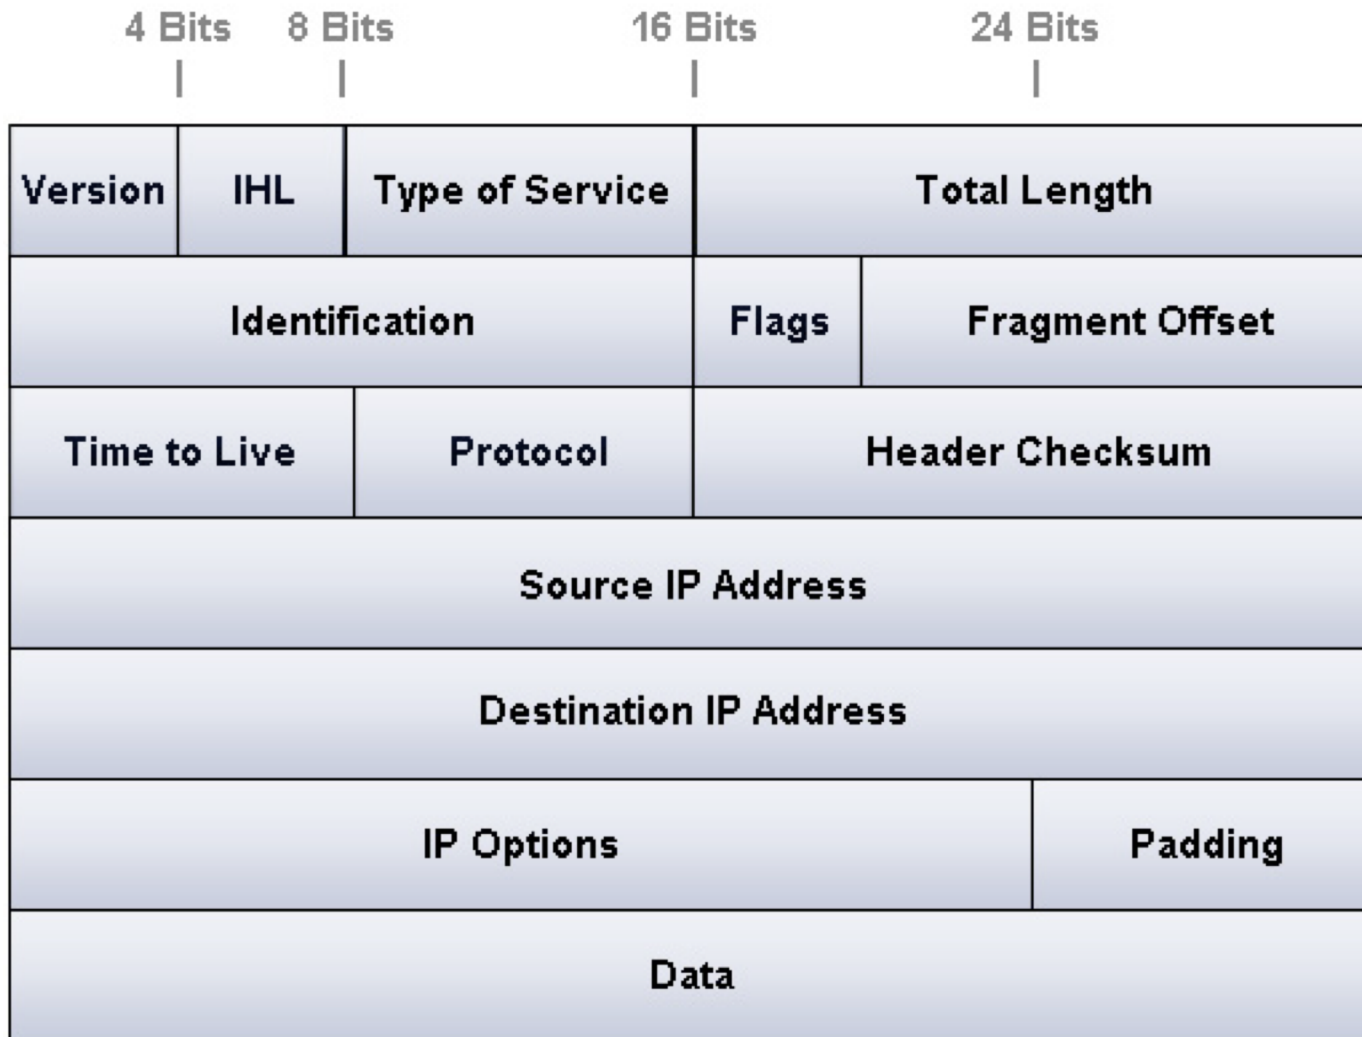 4 Bits 8 Bits 16 Bits 24 Bits
Version IHL Type of Service Total Length
Identification Flags Fragment Offset
Time to Live Protocol Header Checksum
Source IP Address
Destination IP Address
IP Options Padding
Data